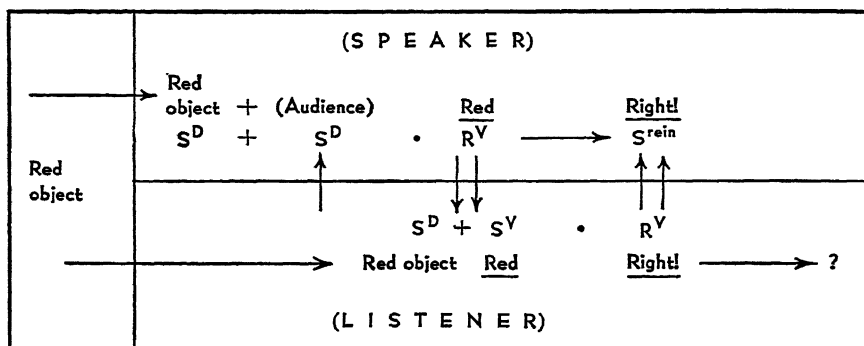 ( S P E A K E R )
Red
object + (Audience) Red Right!
S^D + S^D · R^V S^rein
Red
object
S^D + S^V · R^V
Red object Red Right! ?
( L I S T E N E R )